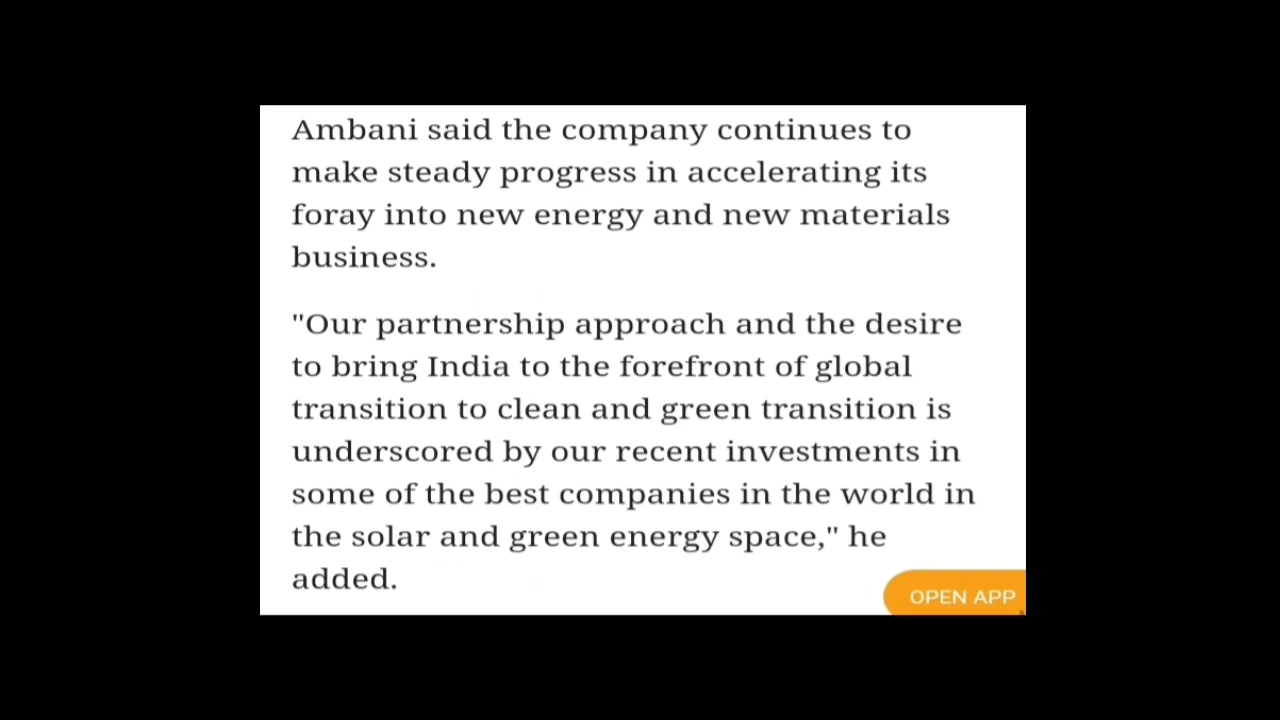 Ambani said the company continues to
make steady progress in accelerating its
foray into new energy and new materials
business.
"Our partnership approach and the desire
to bring India to the forefront of global
transition to clean and green transition is
underscored by our recent investments in
some of the best companies in the world in
the solar and green energy space," he
added.
OPEN APP